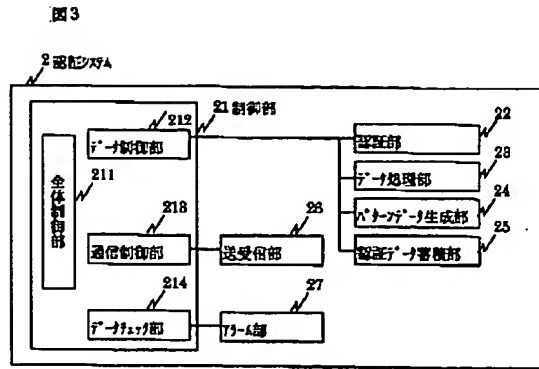 図3
2 認証システム
212
21 制御部
22
データ制御部
認証部
23
データ処理部
211
全体制御部
24
パターンデータ生成部
213
26
25
通信制御部
送受信部
認証データ蓄積部
214
27
データチェック部
アラーム部